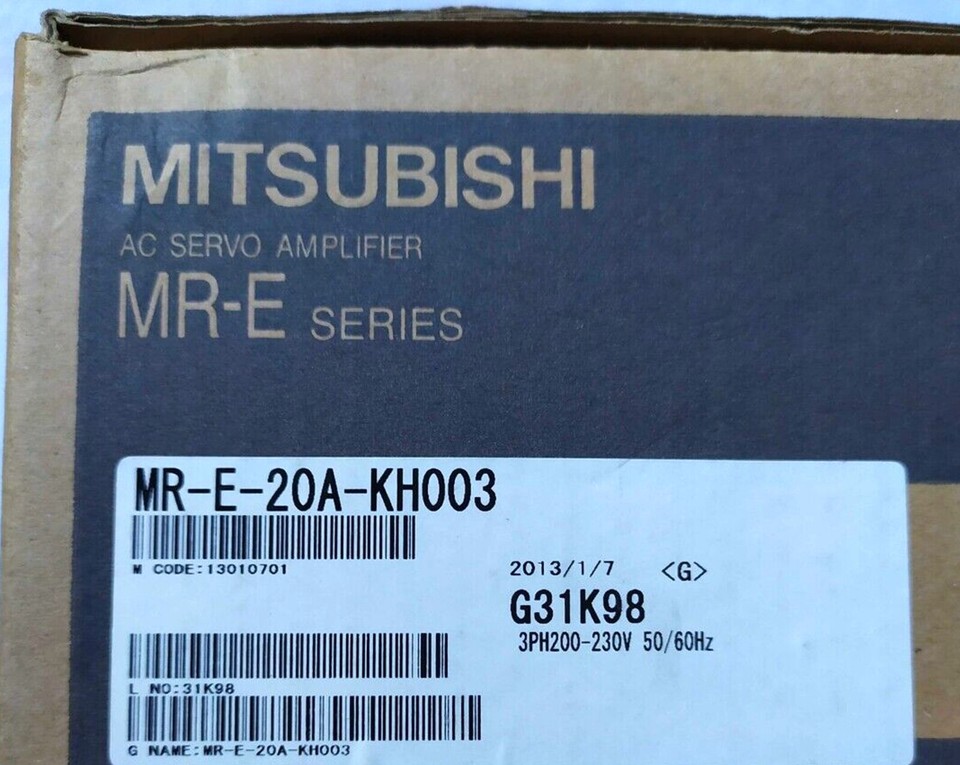 MITSUBISHI
AC SERVO AMPLIFIER
MR-E SERIES
MR-E-20A-KH003
M CODE:13010701
2013/1/7 <G>
G31K98
3PH200-230V 50/60Hz
L NO:31K98
G NAME:MR-E-20A-KH003